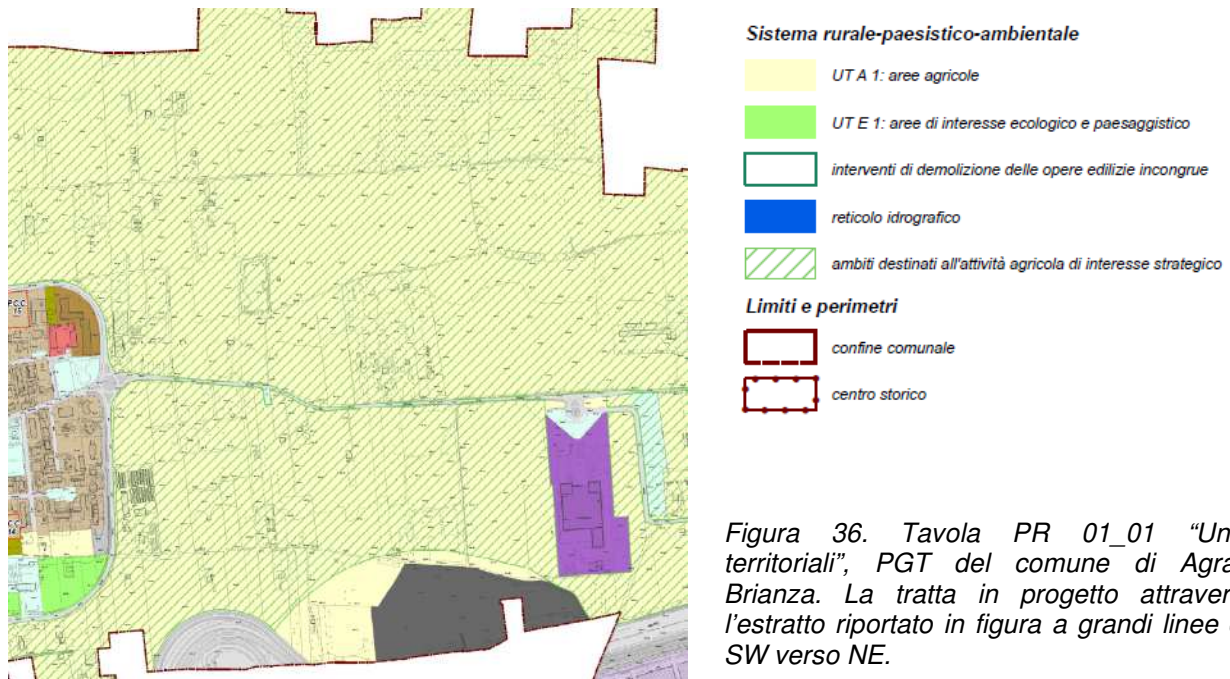 Sistema rurale-paesistico-ambientale
UT A 1: aree agricole
UT E 1: aree di interesse ecologico e paesaggistico
interventi di demolizione delle opere edilizie incongrue
reticolo idrografico
ambiti destinati all'attività agricola di interesse strategico
Limiti e perimetri
confine comunale
centro storico
P.C.C.
15
14
Figura 36. Tavola PR 01_01 “Un
territoriali”, PGT del comune di Agra
Brianza. La tratta in progetto attraver
l'estratto riportato in figura a grandi linee
SW verso NE.